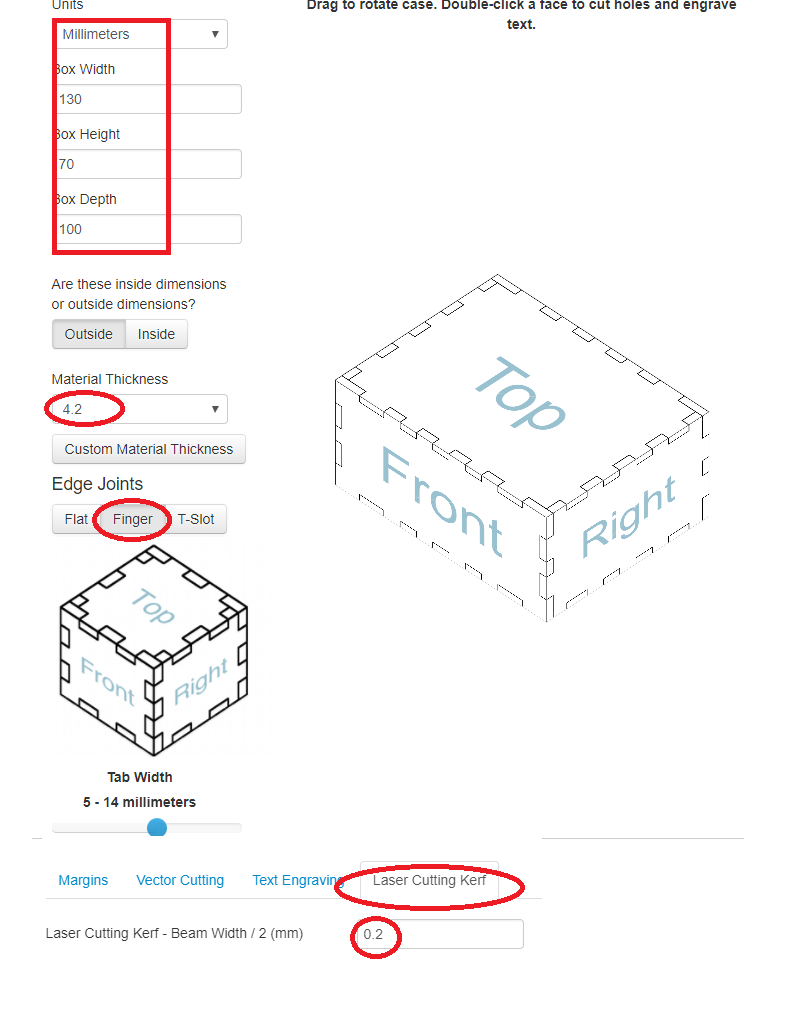 Units
Drag to rotate case. Double-click a face to cut holes and engrave
text.
Millimeters
Box Width
130
Box Height
70
Box Depth
100
Are these inside dimensions
or outside dimensions?
Outside Inside
Material Thickness
4.2
Custom Material Thickness
Edge Joints
Flat Finger T-Slot
Top
Front
Right
Top
Front
Right
Tab Width
5 - 14 millimeters
Margins Vector Cutting Text Engraving Laser Cutting Kerf
Laser Cutting Kerf - Beam Width / 2 (mm) 0.2